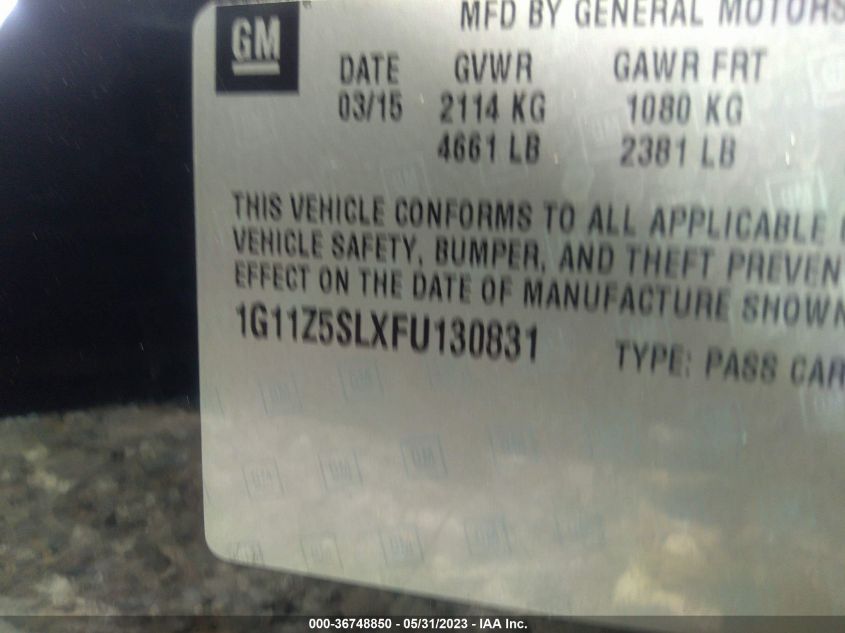 GM
MFD BY GENERAL MOTORS
DATE GVWR GAWR FRT
03/15 2114 KG 1080 KG
4661 LB 2381 LB
THIS VEHICLE CONFORMS TO ALL APPLICABLE
VEHICLE SAFETY, BUMPER, AND THEFT PREVEN
EFFECT ON THE DATE OF MANUFACTURE SHOWN
1G11Z5SLXFU130831
TYPE: PASS CAR
000-36748850 - 05/31/2023 - IAA Inc.